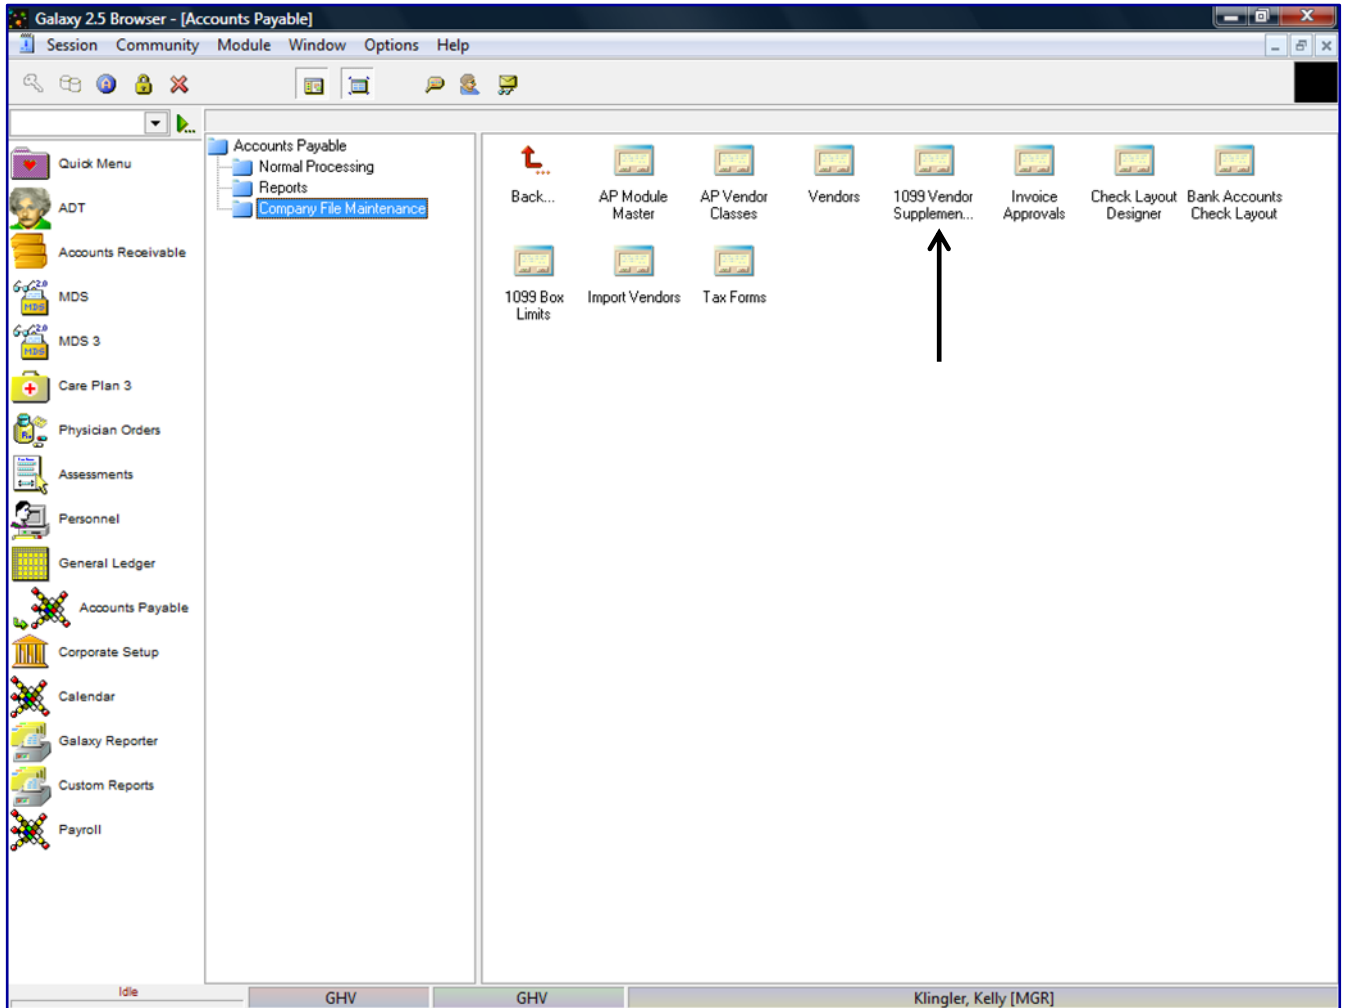 Galaxy 2.5 Browser - [Accounts Payable]
Session Community Module Window Options Help
Quick Menu
ADT
Accounts Receivable
MDS
MDS 3
Care Plan 3
Physician Orders
Assessments
Personnel
General Ledger
Accounts Payable
Corporate Setup
Calendar
Galaxy Reporter
Custom Reports
Payroll
Accounts Payable
Normal Processing
Reports
Company File Maintenance
Back...
AP Module
Master
AP Vendor
Classes
Vendors
1099 Vendor
Supplemen...
Invoice
Approvals
Check Layout
Designer
Bank Accounts
Check Layout
1099 Box
Limits
Import Vendors
Tax Forms
Idle
GHV
GHV
Klingler, Kelly [MGR]